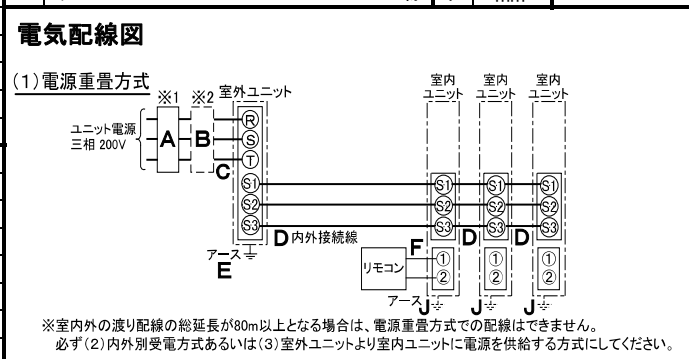 電気配線図
(1)電源重畳方式
※1 ※2 室外ユニット
室内ユニット 室内ユニット 室内ユニット
ユニット電源
三相 200V
A B C
R
S
T
S1 S1 S1 S1
S2 S2 S2 S2
S3 S3 S3 S3
D 内外接続線 D D
アース
E
リモコン F
① ① ①
② ② ②
アース J J J
※室内外の渡り配線の総延長が80m以上となる場合は、電源重畳方式での配線はできません。
必ず(2)内外別受電方式あるいは(3)室外ユニットより室内ユニットに電源を供給する方式にしてください。